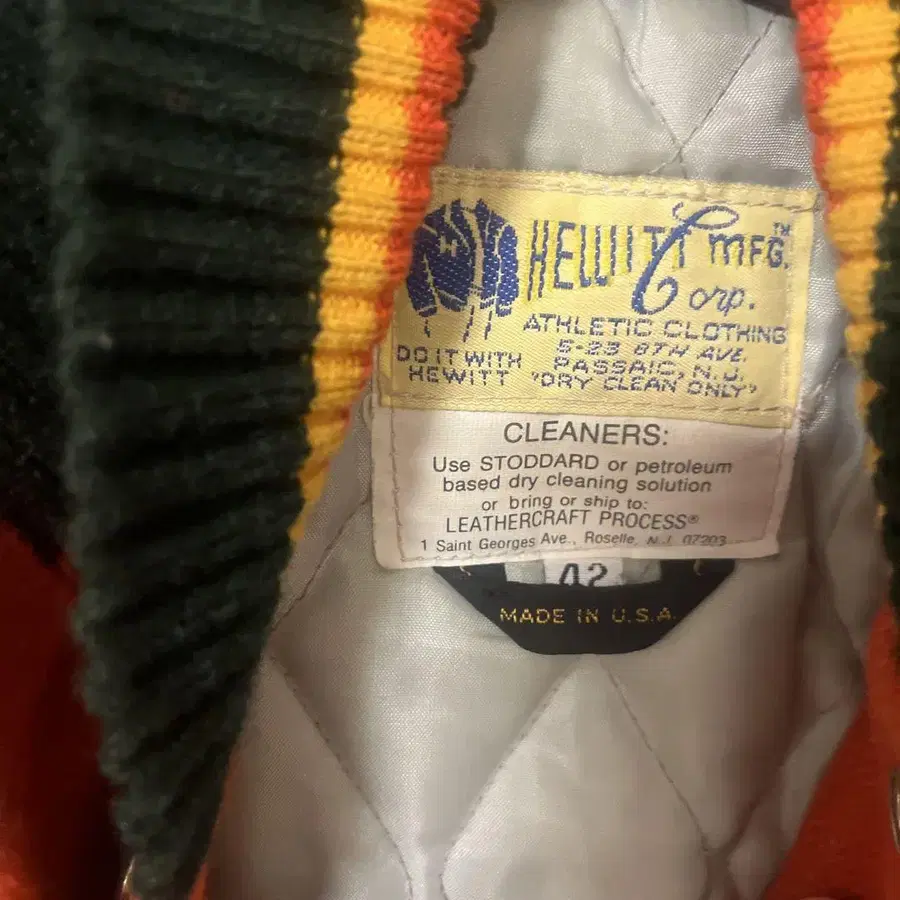 HEWITT MFG.™
Corp.
ATHLETIC CLOTHING
DO IT WITH
HEWITT
5-23 8TH AVE.
PASSAIC, N.J.
"DRY CLEAN ONLY"
CLEANERS:
Use STODDARD or petroleum
based dry cleaning solution
or bring or ship to:
LEATHERCRAFT PROCESS®
1 Saint Georges Ave., Roselle, N.J. 07203
42
MADE IN U.S.A.